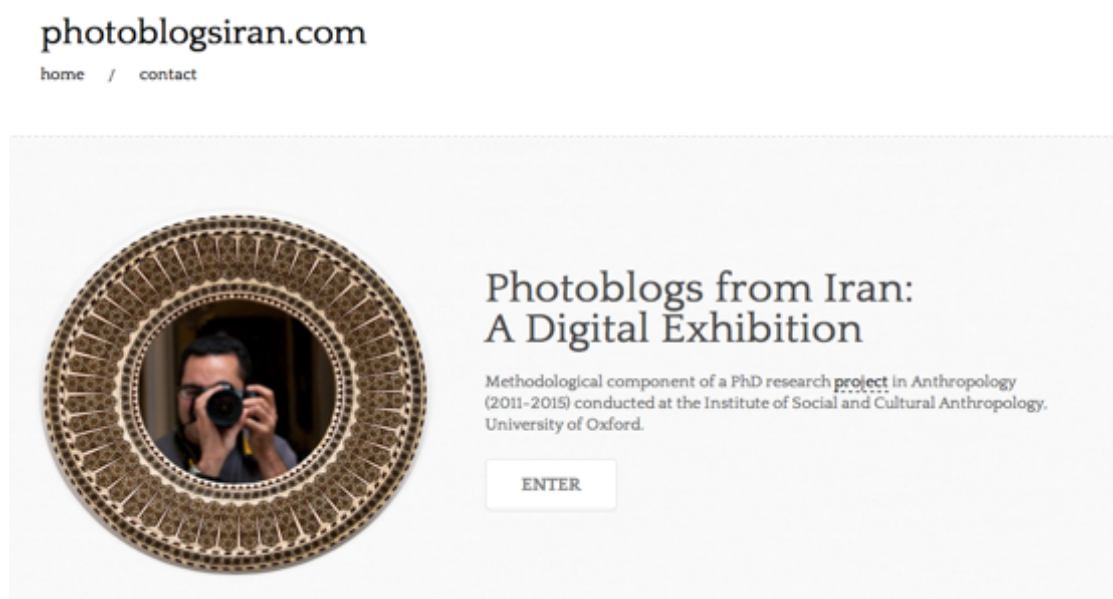 photoblogsiran.com
home / contact
Photoblogs from Iran:
A Digital Exhibition
Methodological component of a PhD research project in Anthropology
(2011-2015) conducted at the Institute of Social and Cultural Anthropology,
University of Oxford.
ENTER